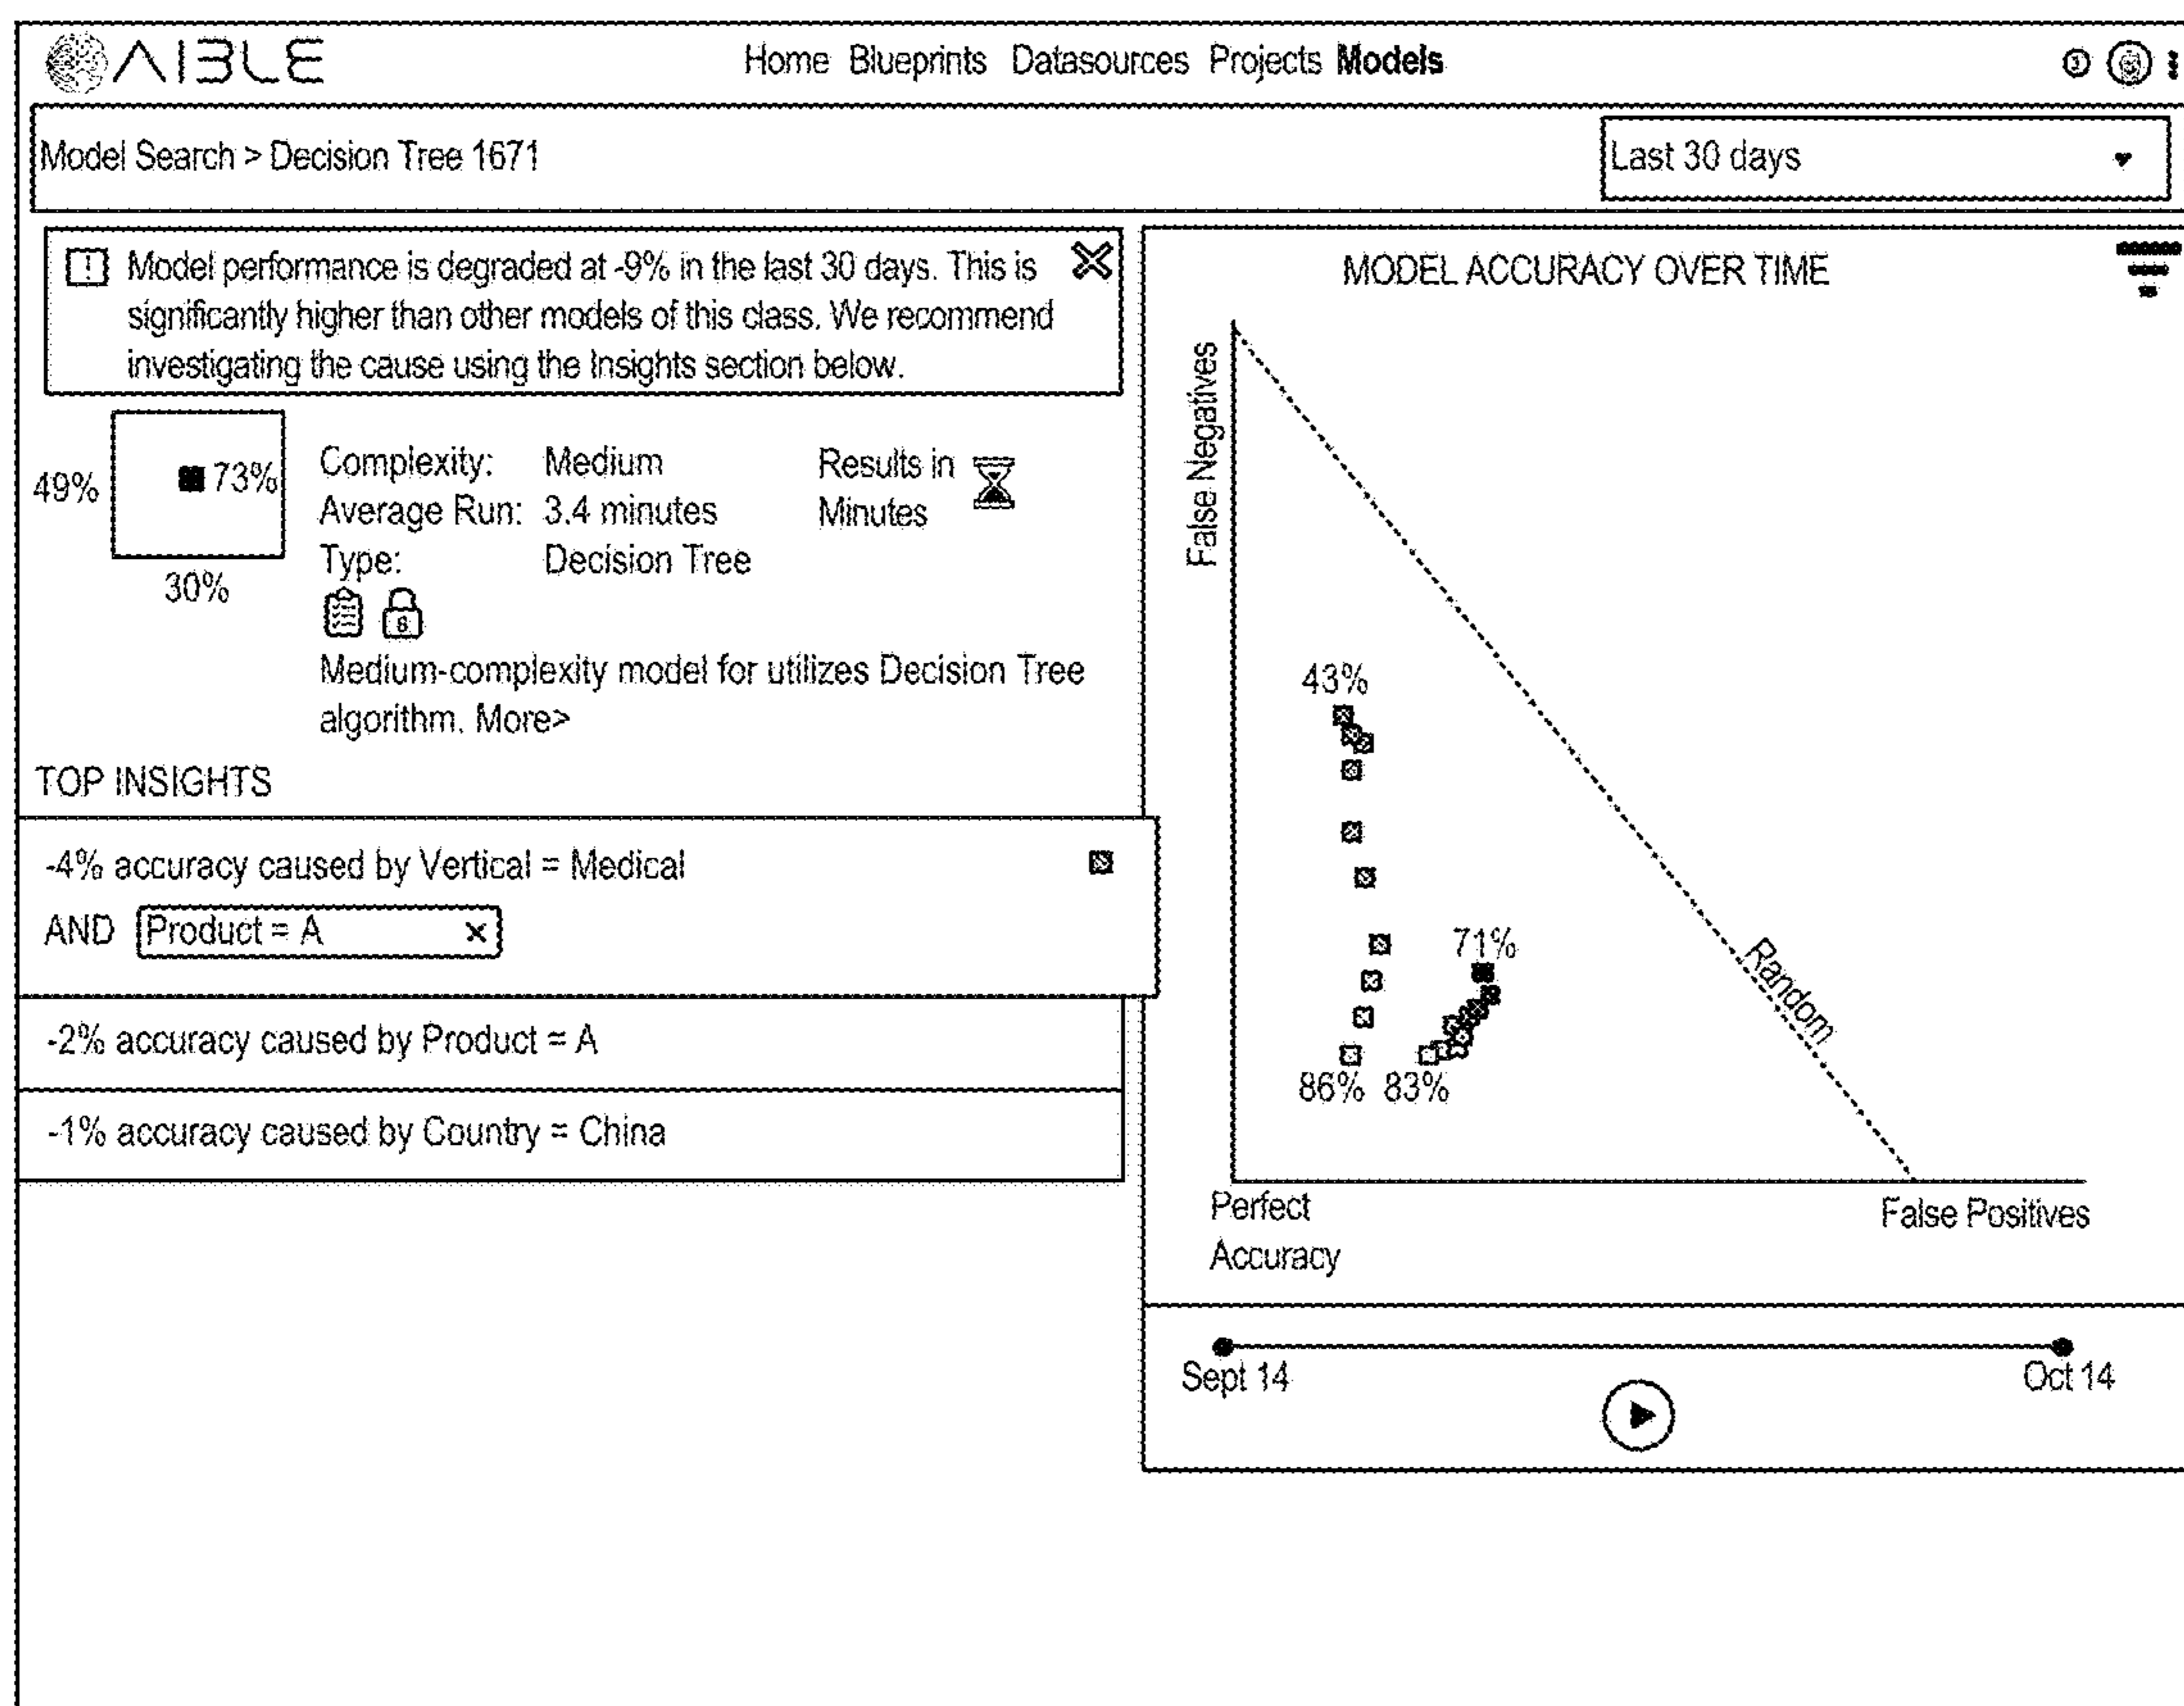 AIBLE
Home Blueprints Datasources Projects Models
Model Search > Decision Tree 1671
Last 30 days
Model performance is degraded at -9% in the last 30 days. This is
significantly higher than other models of this class. We recommend
investigating the cause using the Insights section below.
49%
73%
30%
Complexity: Medium
Average Run: 3.4 minutes
Type: Decision Tree
Results in
Minutes
Medium-complexity model for utilizes Decision Tree
algorithm. More>
TOP INSIGHTS
-4% accuracy caused by Vertical = Medical
AND Product = A ×
-2% accuracy caused by Product = A
-1% accuracy caused by Country = China
MODEL ACCURACY OVER TIME
False Negatives
43%
71%
86% 83%
Random
Perfect
Accuracy
False Positives
Sept 14
Oct 14